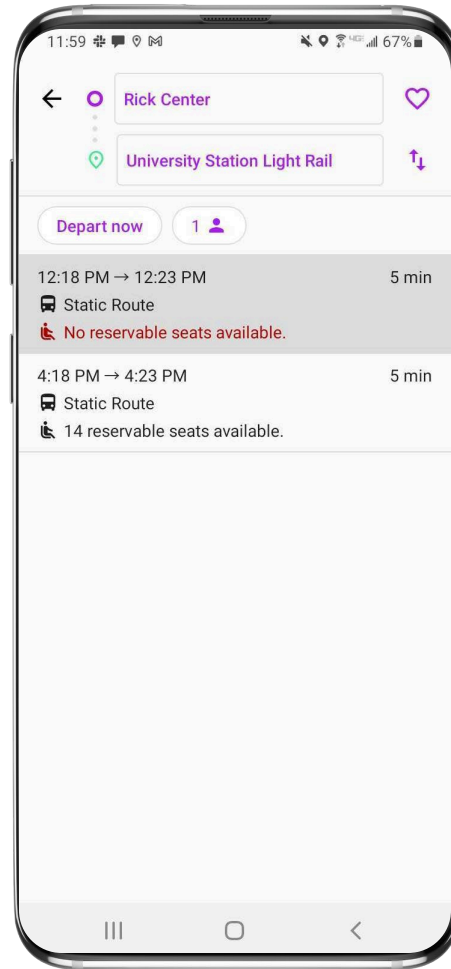 11:59 4GE 67%
Rick Center
University Station Light Rail
Depart now 1
12:18 PM → 12:23 PM 5 min
Static Route
No reservable seats available.
4:18 PM → 4:23 PM 5 min
Static Route
14 reservable seats available.